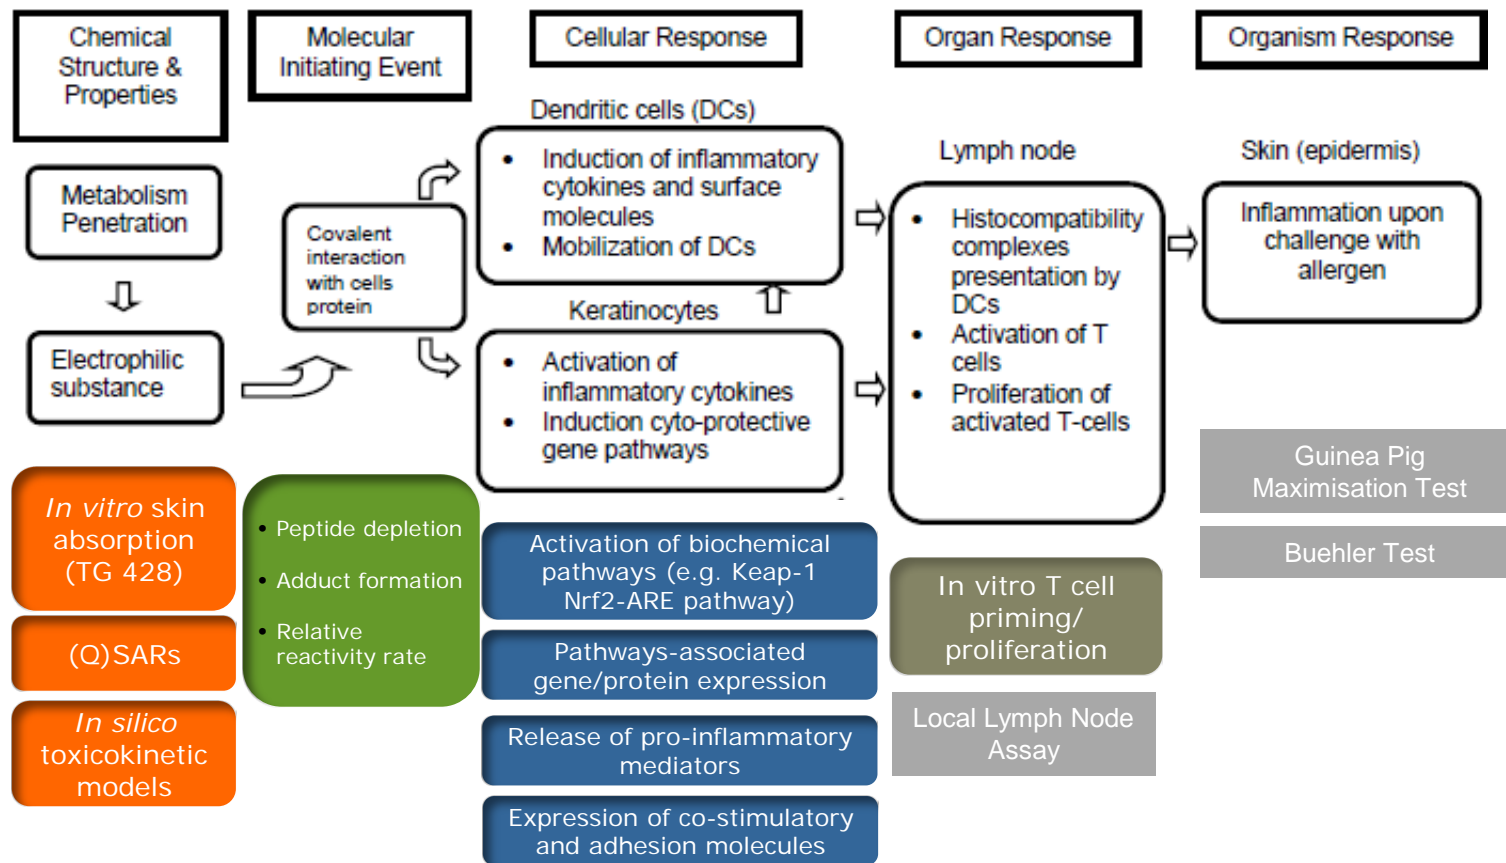 Chemical
Structure &
Properties
Molecular
Initiating Event
Cellular Response
Organ Response
Organism Response
Metabolism
Penetration
Electrophilic
substance
Covalent
interaction
with cells
protein
Dendritic cells (DCs)
• Induction of inflammatory
cytokines and surface
molecules
• Mobilization of DCs
Keratinocytes
• Activation of
inflammatory cytokines
• Induction cyto-protective
gene pathways
Lymph node
• Histocompatibility
complexes
presentation by
DCs
• Activation of T
cells
• Proliferation of
activated T-cells
Skin (epidermis)
Inflammation upon
challenge with
allergen
In vitro skin
absorption
(TG 428)
(Q)SARs
In silico
toxicokinetic
models
• Peptide depletion
• Adduct formation
• Relative
reactivity rate
Activation of biochemical
pathways (e.g. Keap-1
Nrf2-ARE pathway)
Pathways-associated
gene/protein expression
Release of pro-inflammatory
mediators
Expression of co-stimulatory
and adhesion molecules
In vitro T cell
priming/
proliferation
Local Lymph Node
Assay
Guinea Pig
Maximisation Test
Buehler Test